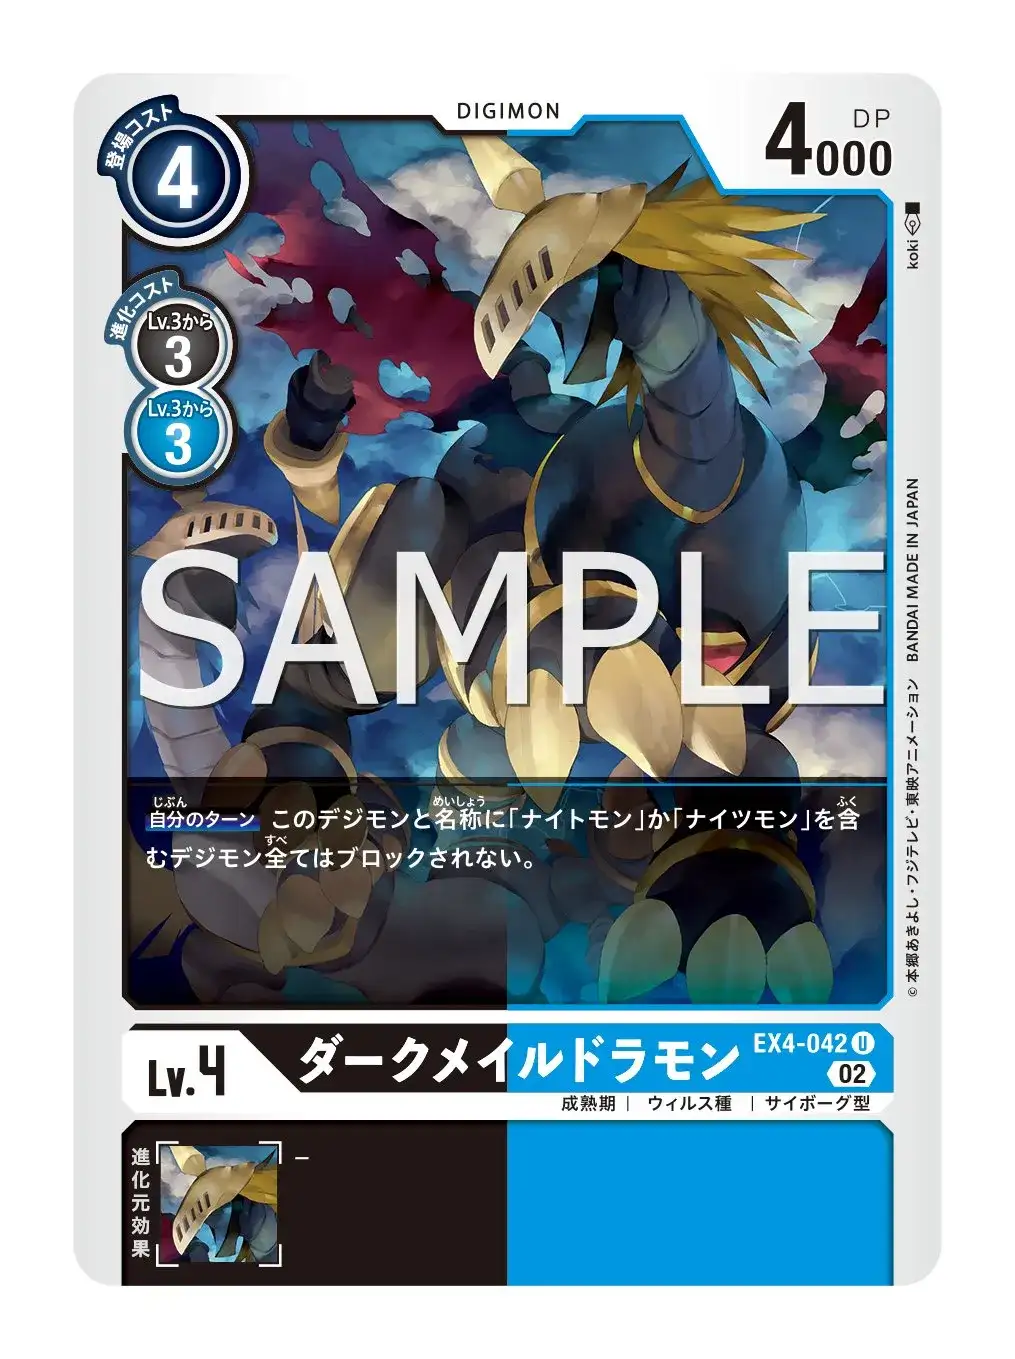 DIGIMON
登場コスト
4
4000
DP
進化コスト
Lv.3から
3
Lv.3から
3
koki
SAMPLE
BANDAI MADE IN JAPAN
© 本郷あきよし・フジテレビ・東映アニメーション
じぶん めいしょう ふく
自分のターン このデジモンと名称に「ナイトモン」か「ナイツモン」を含
すべ
むデジモン全てはブロックされない。
Lv.4
ダークメイルドラモン
EX4-042 U
02
成熟期 | ウィルス種 | サイボーグ型
進化元効果
–